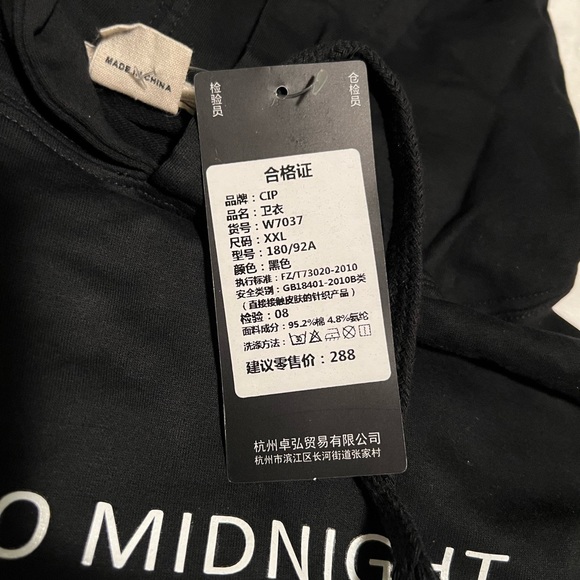 MADE IN CHINA
检验员
仓检员
合格证
品牌：CIP
品名：卫衣
货号：W7037
尺码：XXL
型号：180/92A
颜色：黑色
执行标准：FZ/T73020-2010
安全类别：GB18401-2010B类
（直接接触皮肤的针织产品）
检验：08
面料成分：95.2%棉 4.8%氨纶
洗涤方法：
建议零售价：288
杭州卓弘贸易有限公司
杭州市滨江区长河街道张家村
O MIDNIGHT